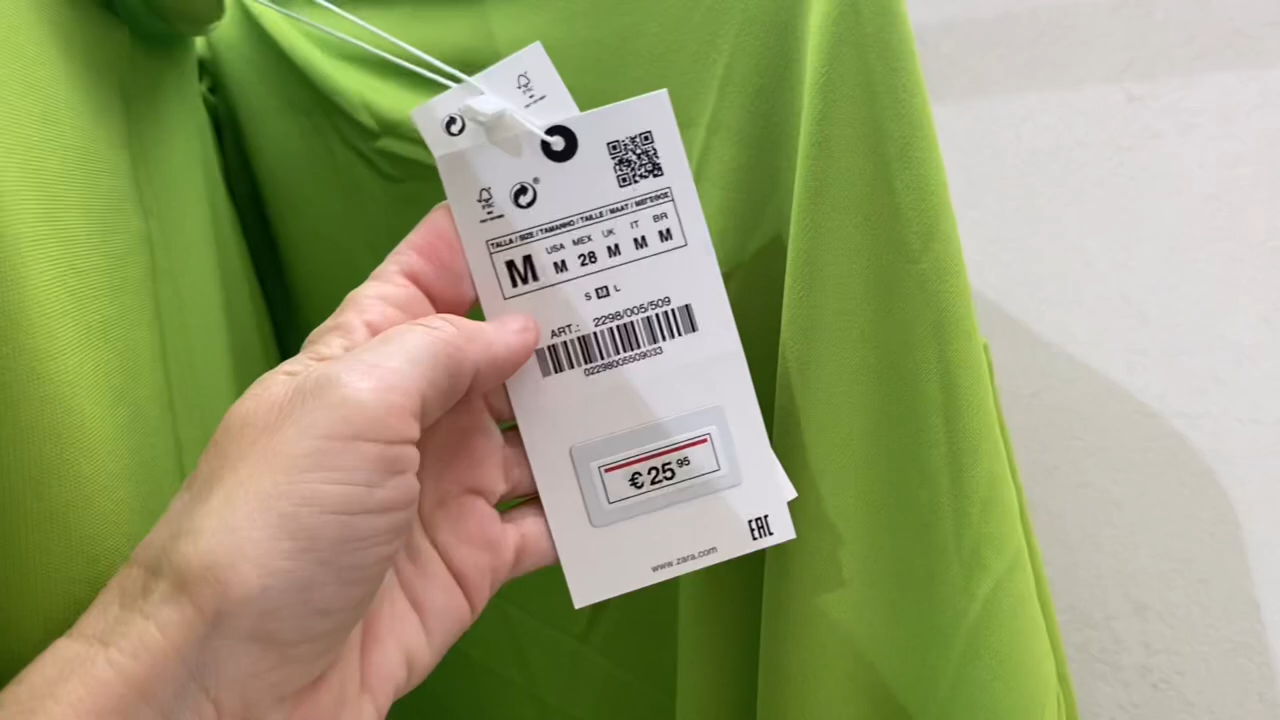 TALLA / SIZE / TAMANHO / TAILLE / MAAT / ΜΕΓΕΘΟΣ
USA MEX UK IT BR
M M 28 M M M
S M L
ART.: 2298/005/509
02298005509033
€ 25 95
EAC
www.zara.com